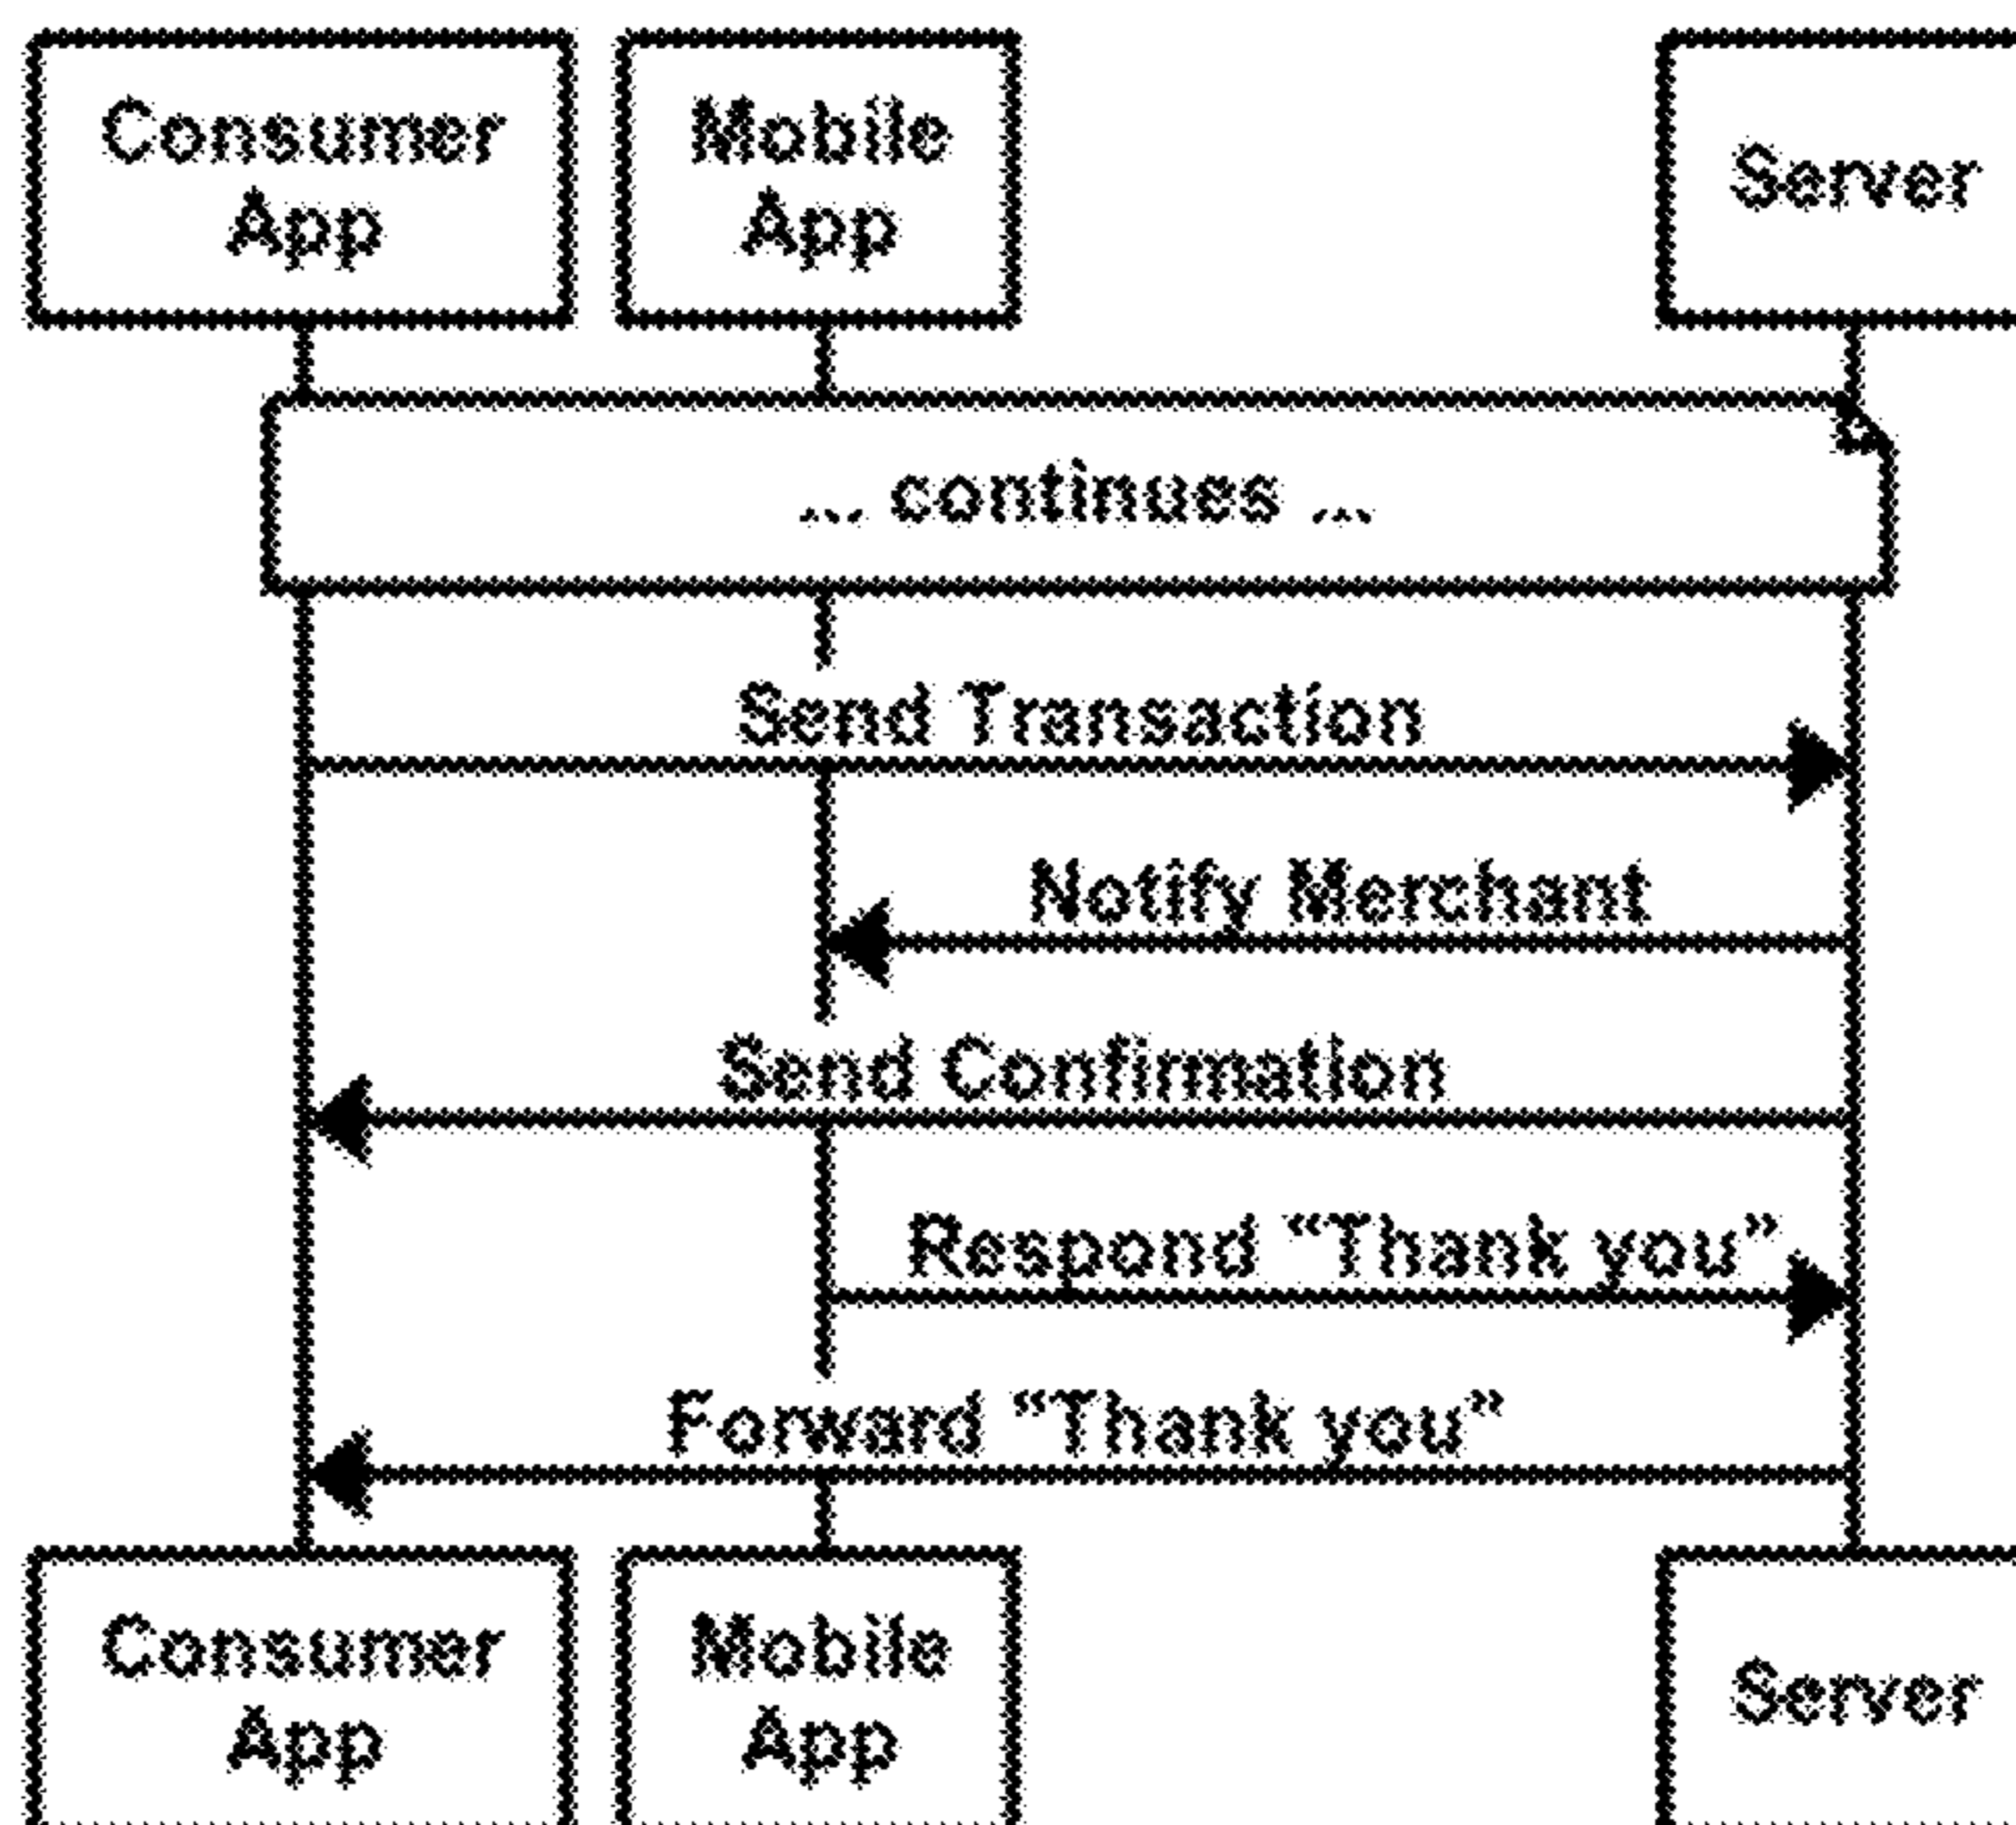 Consumer
App
Mobile
App
Server
... continues ...
Send Transaction
Notify Merchant
Send Confirmation
Respond “Thank you”
Forward “Thank you”
Consumer
App
Mobile
App
Server